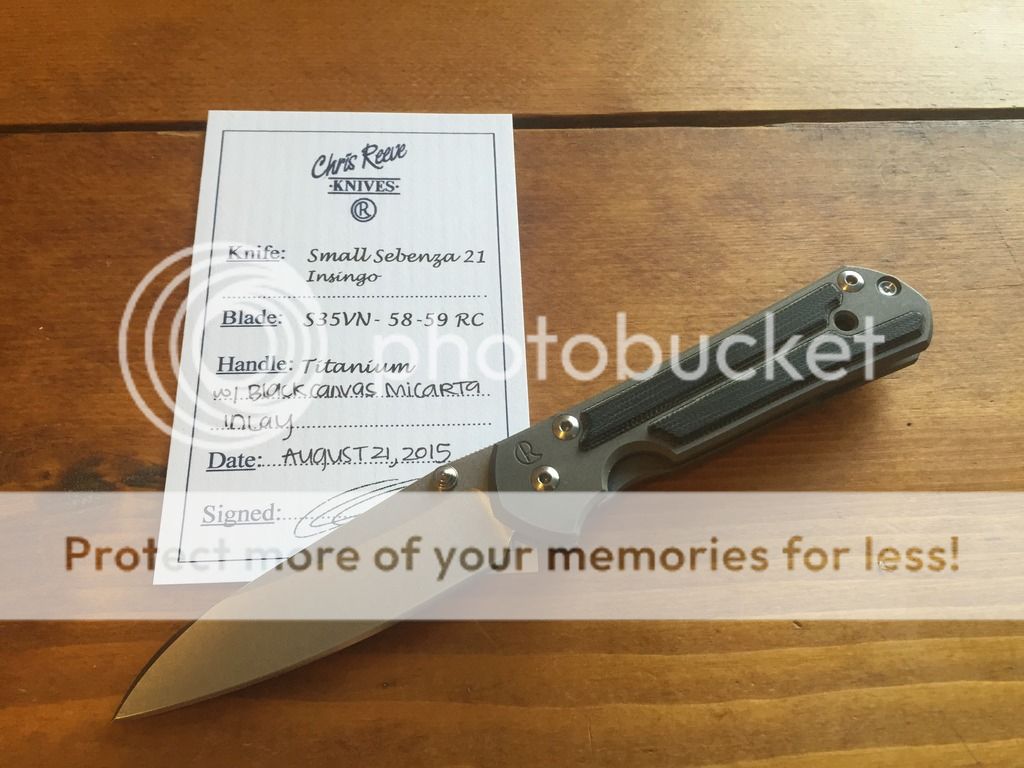 Chris Reeve
·KNIVES·
R
Knife: Small Sebenza 21
Insingo
Blade: S35VN - 58-59 RC
Handle: Titanium
w/ Black canvas Micarta
inlay
Date: August 21, 2015
Signed:
R
photobucket
Protect more of your memories for less!